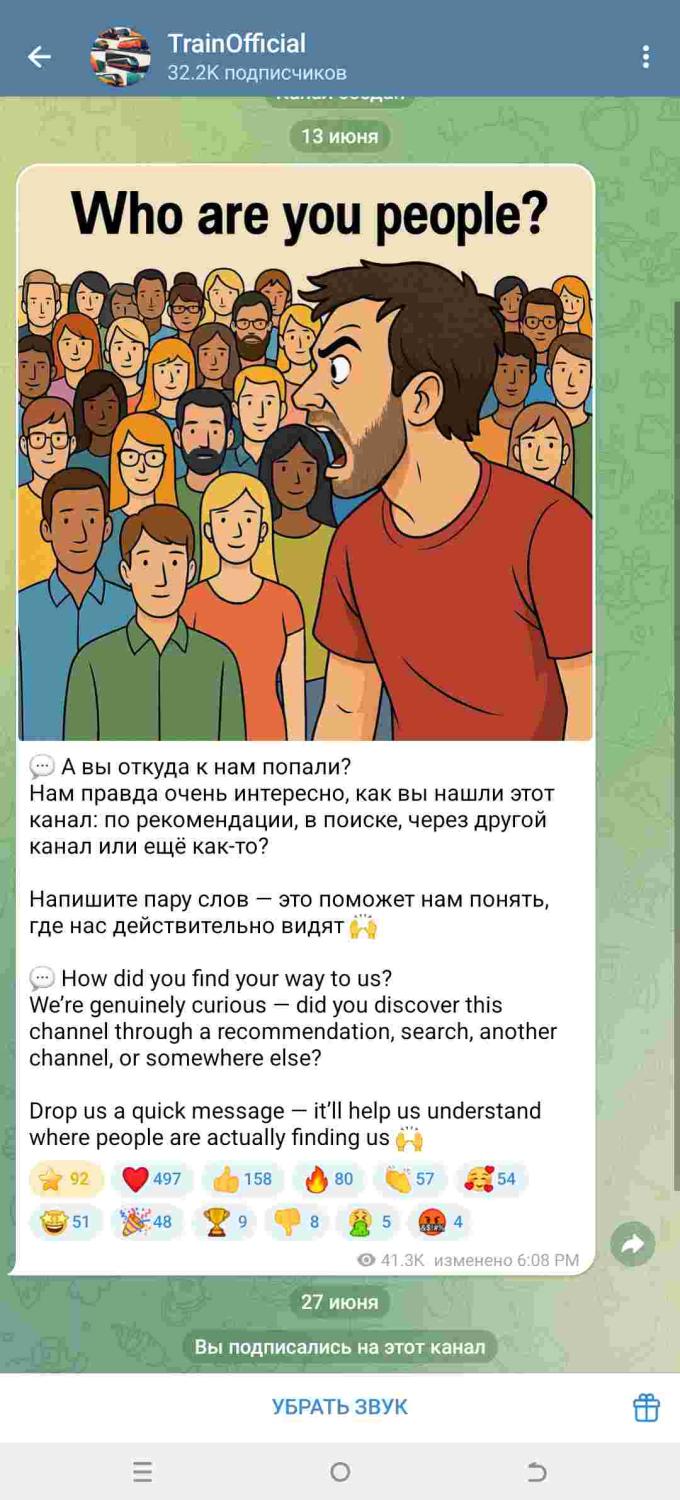 TrainOfficial
32.2K подписчиков
Канал создан
13 июня
Who are you people?
💬 А вы откуда к нам попали?
Нам правда очень интересно, как вы нашли этот
канал: по рекомендации, в поиске, через другой
канал или ещё как-то?
Напишите пару слов — это поможет нам понять,
где нас действительно видят 🙌
💬 How did you find your way to us?
We’re genuinely curious — did you discover this
channel through a recommendation, search, another
channel, or somewhere else?
Drop us a quick message — it’ll help us understand
where people are actually finding us 🙌
⭐ 92 ❤️ 497 👍 158 🔥 80 👏 57 🥰 54
🤩 51 🎉 48 🏆 9 👎 8 🤮 5 🤬 4
41.3K изменено 6:08 PM
27 июня
Вы подписались на этот канал
УБРАТЬ ЗВУК